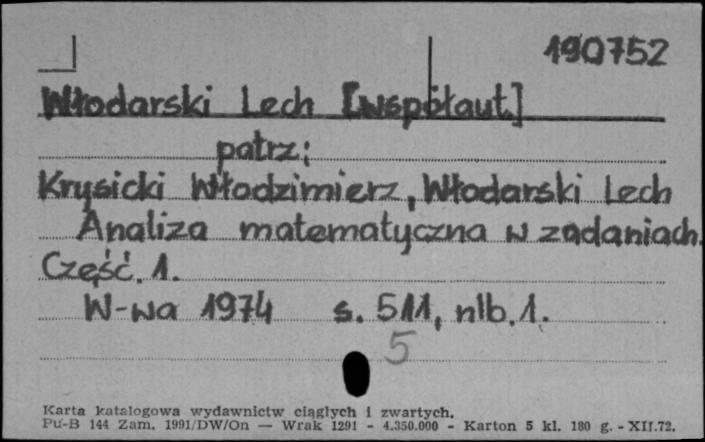 190752
Włodarski Lech [współaut.]
patrz:
Krysicki Włodzimierz, Włodarski Lech
Analiza matematyczna w zadaniach.
Część. 1.
W-wa 1974 s. 511, nlb. 1.
5
Karta katalogowa wydawnictw ciągłych i zwartych.
Pu-B 144 Zam. 1991/DW/On — Wrak 1291 - 4.350.000 - Karton 5 kl. 180 g. - XII.72.